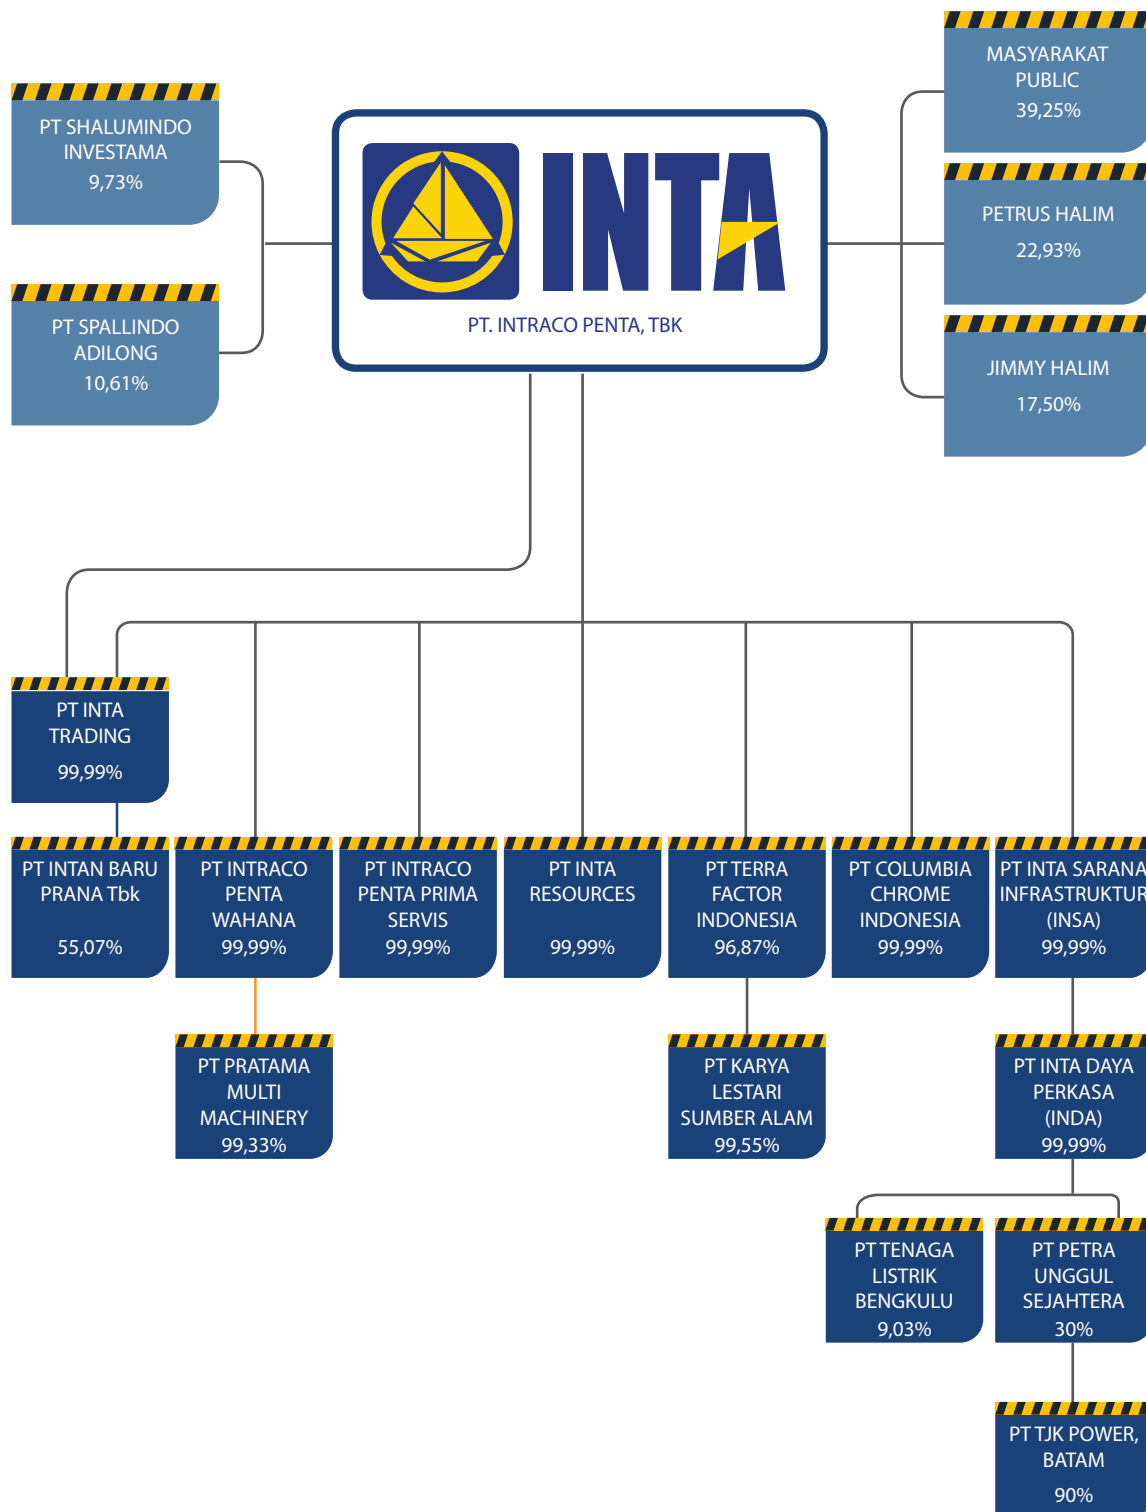 MASYARAKAT
PUBLIC
39,25%
PT SHALUMINDO
INVESTAMA
9,73%
INTA
PT. INTRACO PENTA, TBK
PETRUS HALIM
22,93%
PT SPALLINDO
ADILONG
10,61%
JIMMY HALIM
17,50%
PT INTA
TRADING
99,99%
PT INTAN BARU
PRANA Tbk
55,07%
PT INTRACO
PENTA
WAHANA
99,99%
PT INTRACO
PENTA PRIMA
SERVIS
99,99%
PT INTA
RESOURCES
99,99%
PT TERRA
FACTOR
INDONESIA
96,87%
PT COLUMBIA
CHROME
INDONESIA
99,99%
PT INTA SARANA
INFRASTRUKTUR
(INSA)
99,99%
PT PRATAMA
MULTI
MACHINERY
99,33%
PT KARYA
LESTARI
SUMBER ALAM
99,55%
PT INTA DAYA
PERKASA
(INDA)
99,99%
PT TENAGA
LISTRIK
BENGKULU
9,03%
PT PETRA
UNGGUL
SEJAHTERA
30%
PT TJK POWER,
BATAM
90%